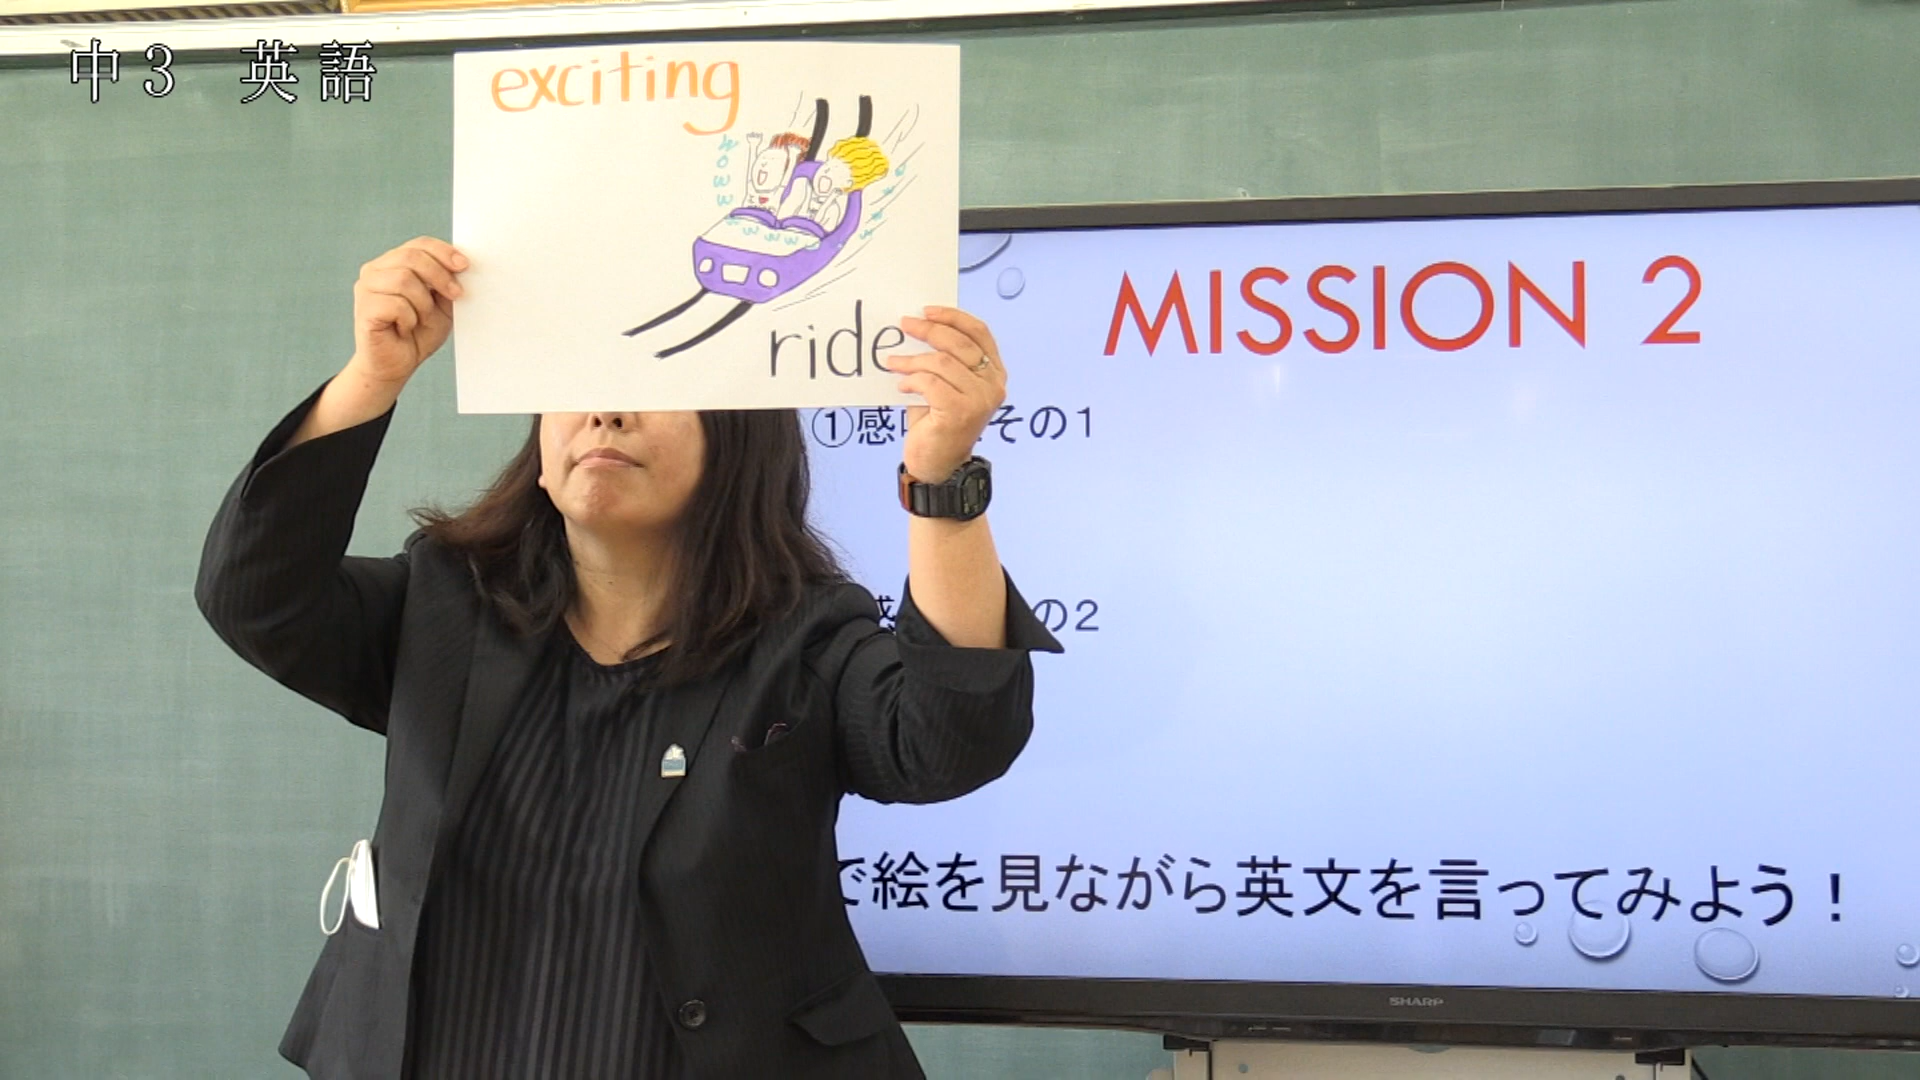 中３　英語
exciting
wowww
ride
MISSION 2
①感 その１
の２
で絵を見ながら英文を言ってみよう！
SHARP